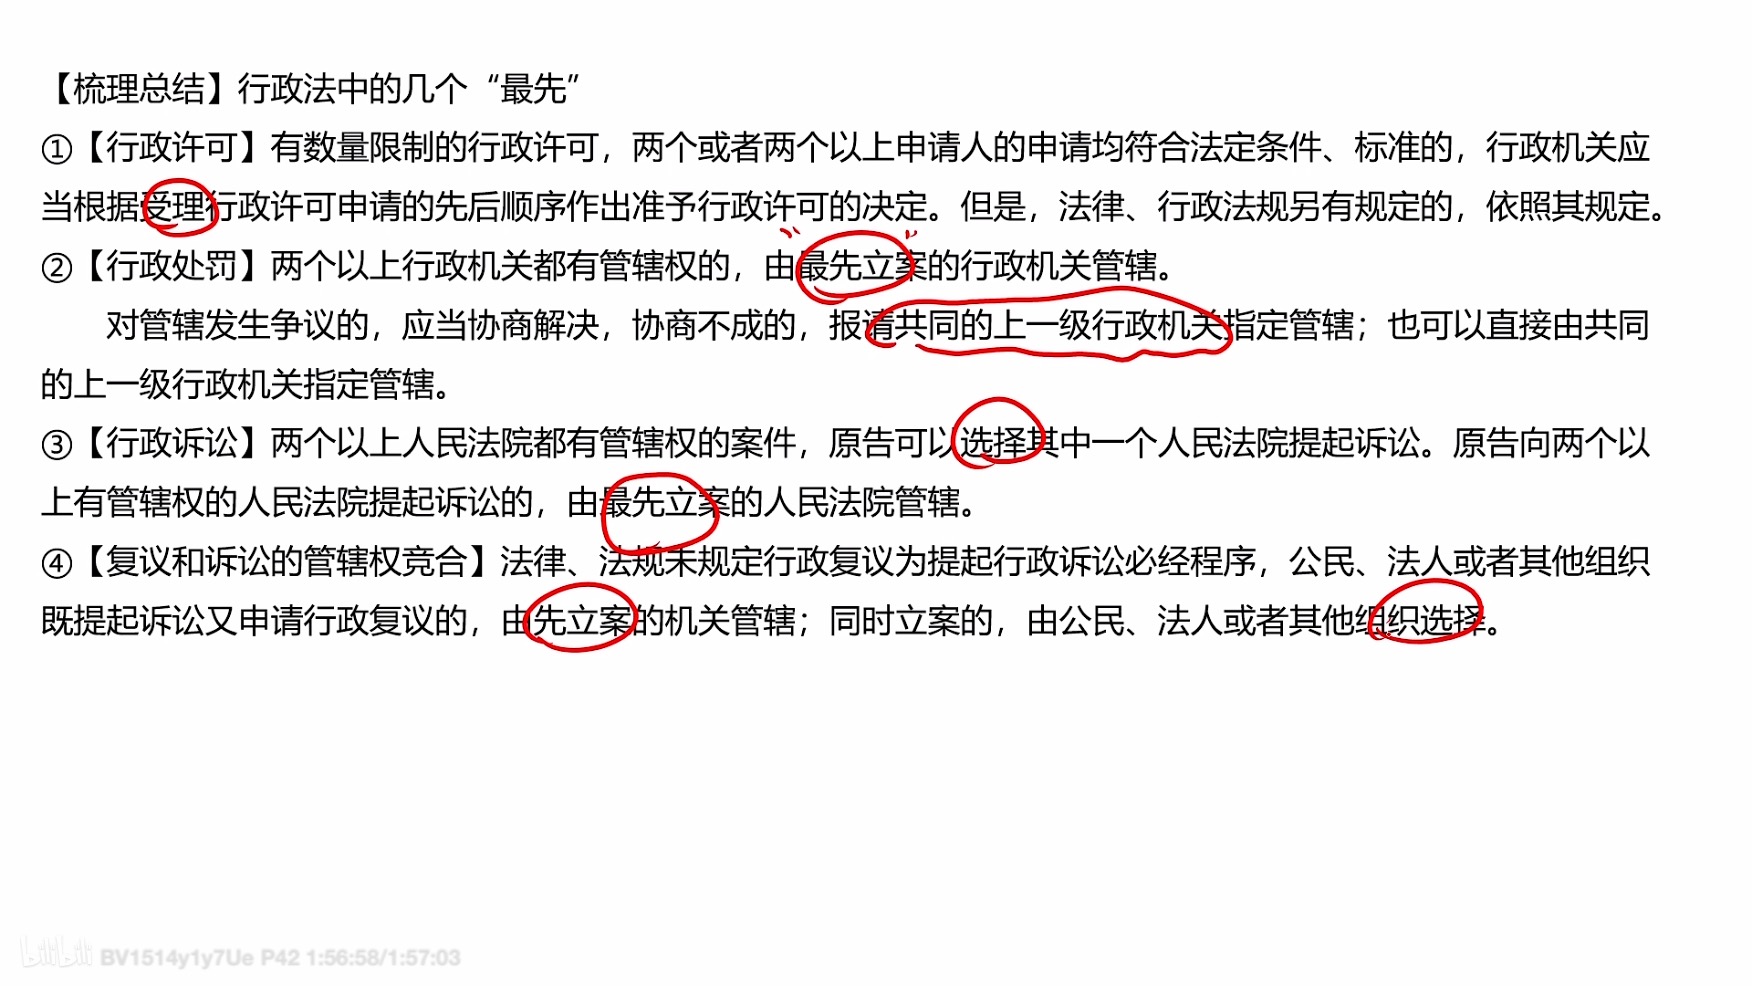 【梳理总结】行政法中的几个“最先”
①【行政许可】有数量限制的行政许可，两个或者两个以上申请人的申请均符合法定条件、标准的，行政机关应
当根据受理行政许可申请的先后顺序作出准予行政许可的决定。但是，法律、行政法规另有规定的，依照其规定。
②【行政处罚】两个以上行政机关都有管辖权的，由最先立案的行政机关管辖。
对管辖发生争议的，应当协商解决，协商不成的，报请共同的上一级行政机关指定管辖；也可以直接由共同
的上一级行政机关指定管辖。
③【行政诉讼】两个以上人民法院都有管辖权的案件，原告可以选择其中一个人民法院提起诉讼。原告向两个以
上有管辖权的人民法院提起诉讼的，由最先立案的人民法院管辖。
④【复议和诉讼的管辖权竞合】法律、法规未规定行政复议为提起行政诉讼必经程序，公民、法人或者其他组织
既提起诉讼又申请行政复议的，由先立案的机关管辖；同时立案的，由公民、法人或者其他组织选择。
bilibili BV1514y1y7Ue P42 1:56:58/1:57:03